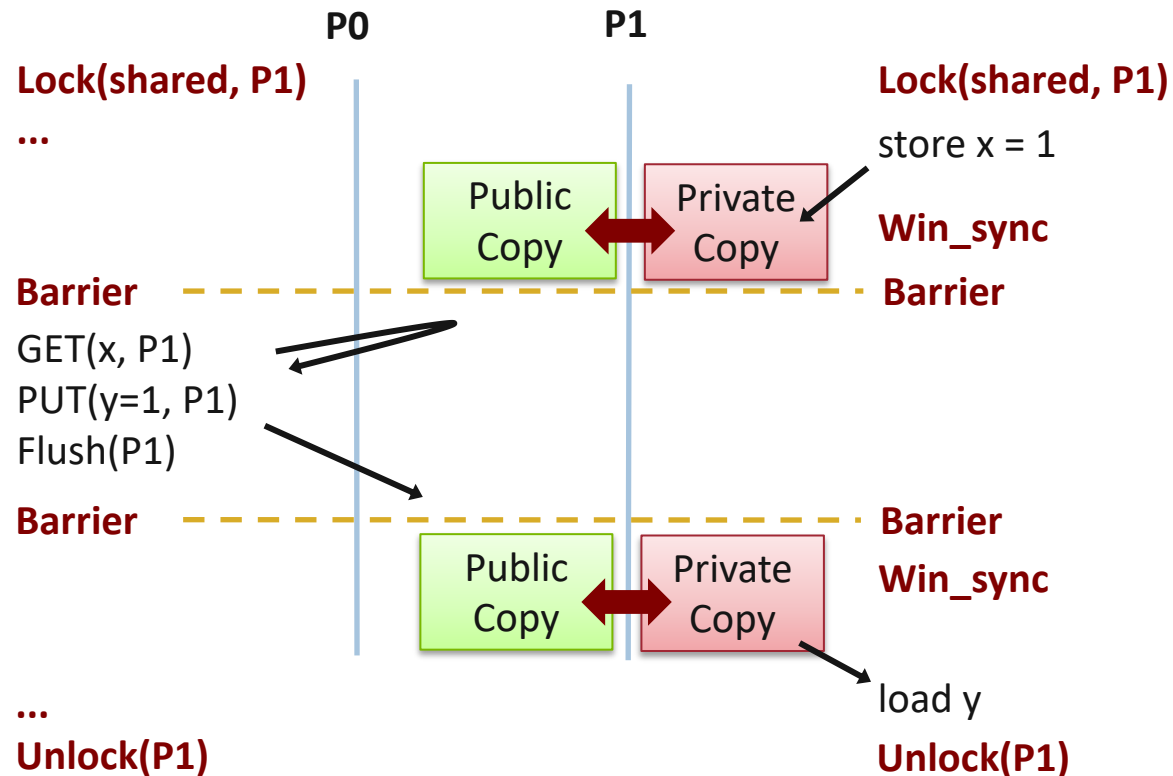 P0
P1
Lock(shared, P1)
...
Lock(shared, P1)
store x = 1
Public
Copy
Private
Copy
Win_sync
Barrier
Barrier
GET(x, P1)
PUT(y=1, P1)
Flush(P1)
Barrier
Barrier
Public
Copy
Private
Copy
Win_sync
load y
...
Unlock(P1)
Unlock(P1)